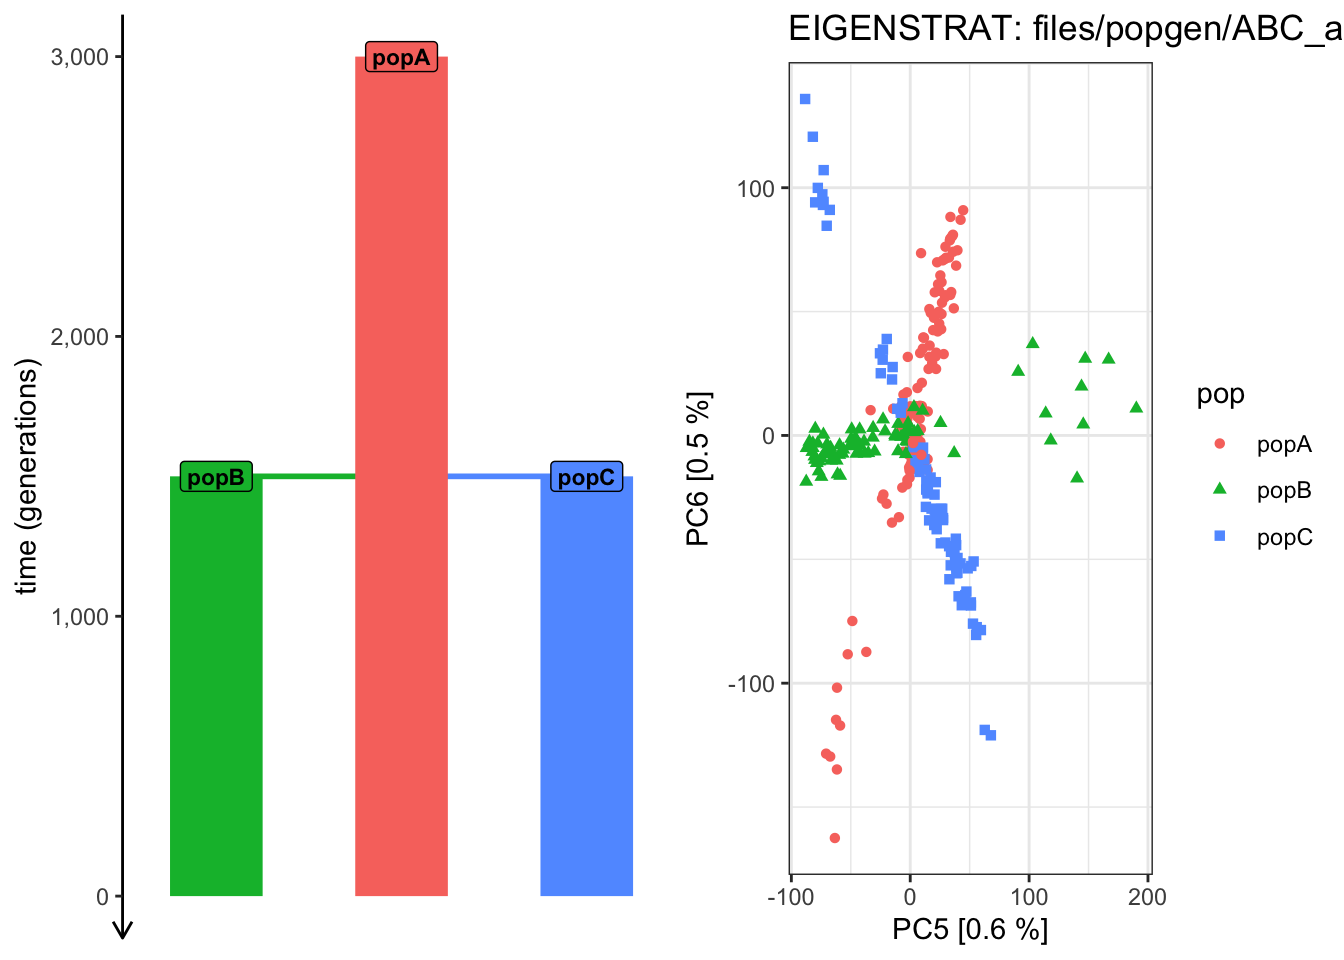 EIGENSTRAT: files/popgen/ABC_a
3,000
2,000
1,000
0
time (generations)
popA
popB
popC
100
0
-100
PC6 [0.5 %]
-100
0
100
200
PC5 [0.6 %]
pop
popA
popB
popC